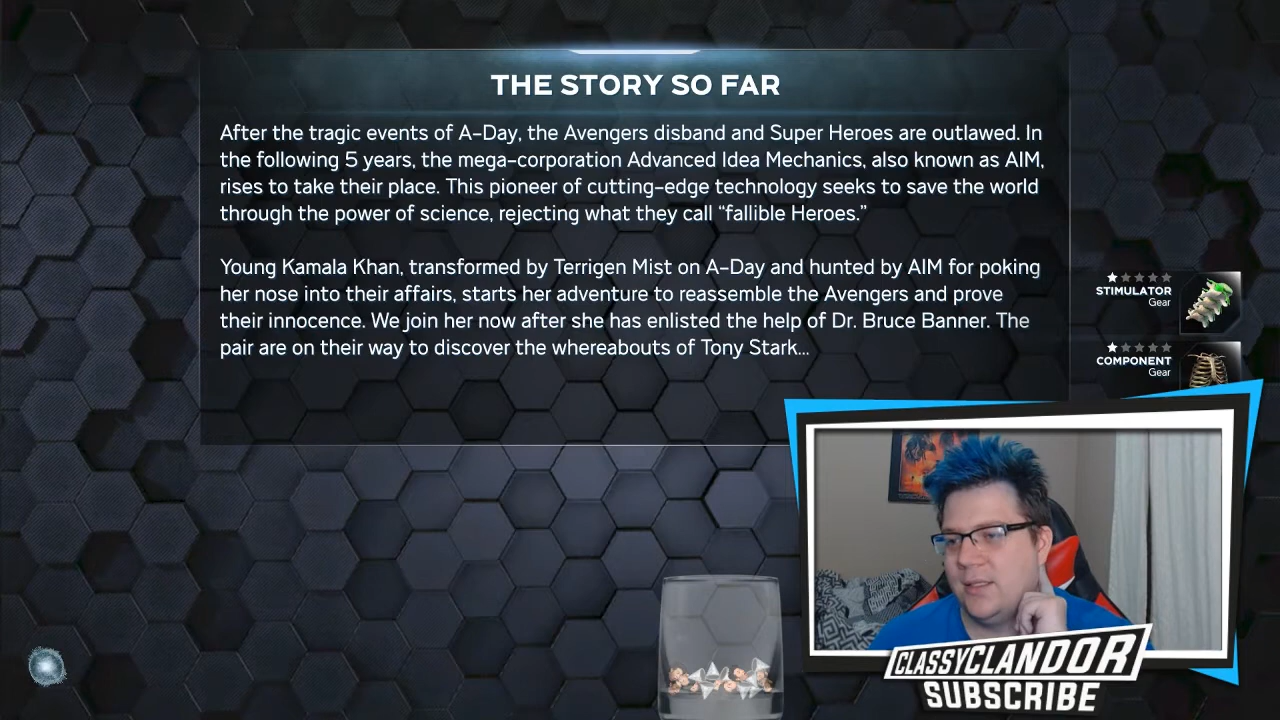 THE STORY SO FAR
After the tragic events of A-Day, the Avengers disband and Super Heroes are outlawed. In
the following 5 years, the mega-corporation Advanced Idea Mechanics, also known as AIM,
rises to take their place. This pioneer of cutting-edge technology seeks to save the world
through the power of science, rejecting what they call “fallible Heroes.”
Young Kamala Khan, transformed by Terrigen Mist on A-Day and hunted by AIM for poking
her nose into their affairs, starts her adventure to reassemble the Avengers and prove
their innocence. We join her now after she has enlisted the help of Dr. Bruce Banner. The
pair are on their way to discover the whereabouts of Tony Stark...
STIMULATOR
Gear
COMPONENT
Gear
CLASSYCLANDOR
SUBSCRIBE